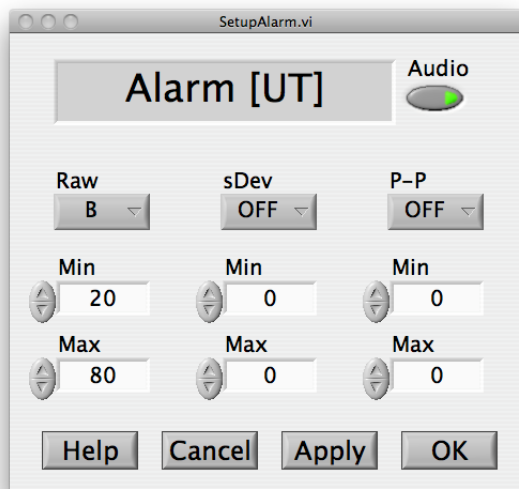 SetupAlarm.vi
Alarm [UT]
Audio
Raw sDev P-P
B OFF OFF
Min Min Min
20 0 0
Max Max Max
80 0 0
Help Cancel Apply OK